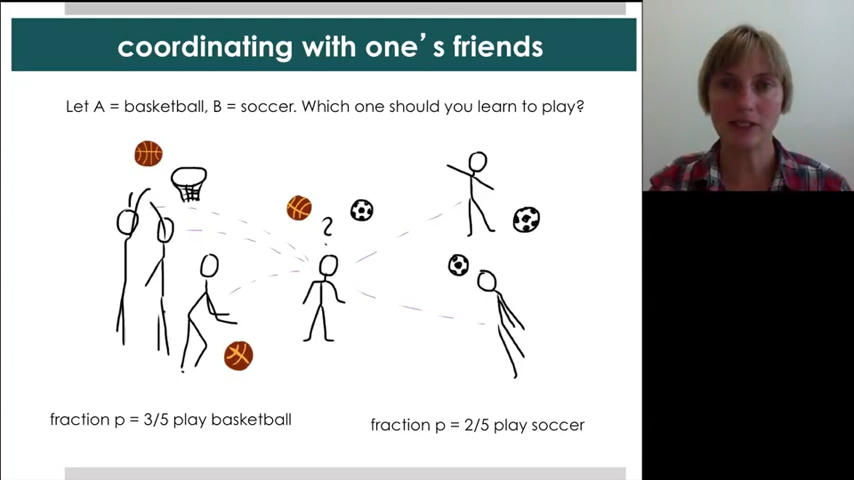 coordinating with one's friends
Let A = basketball, B = soccer. Which one should you learn to play?
?
fraction p = 3/5 play basketball
fraction p = 2/5 play soccer